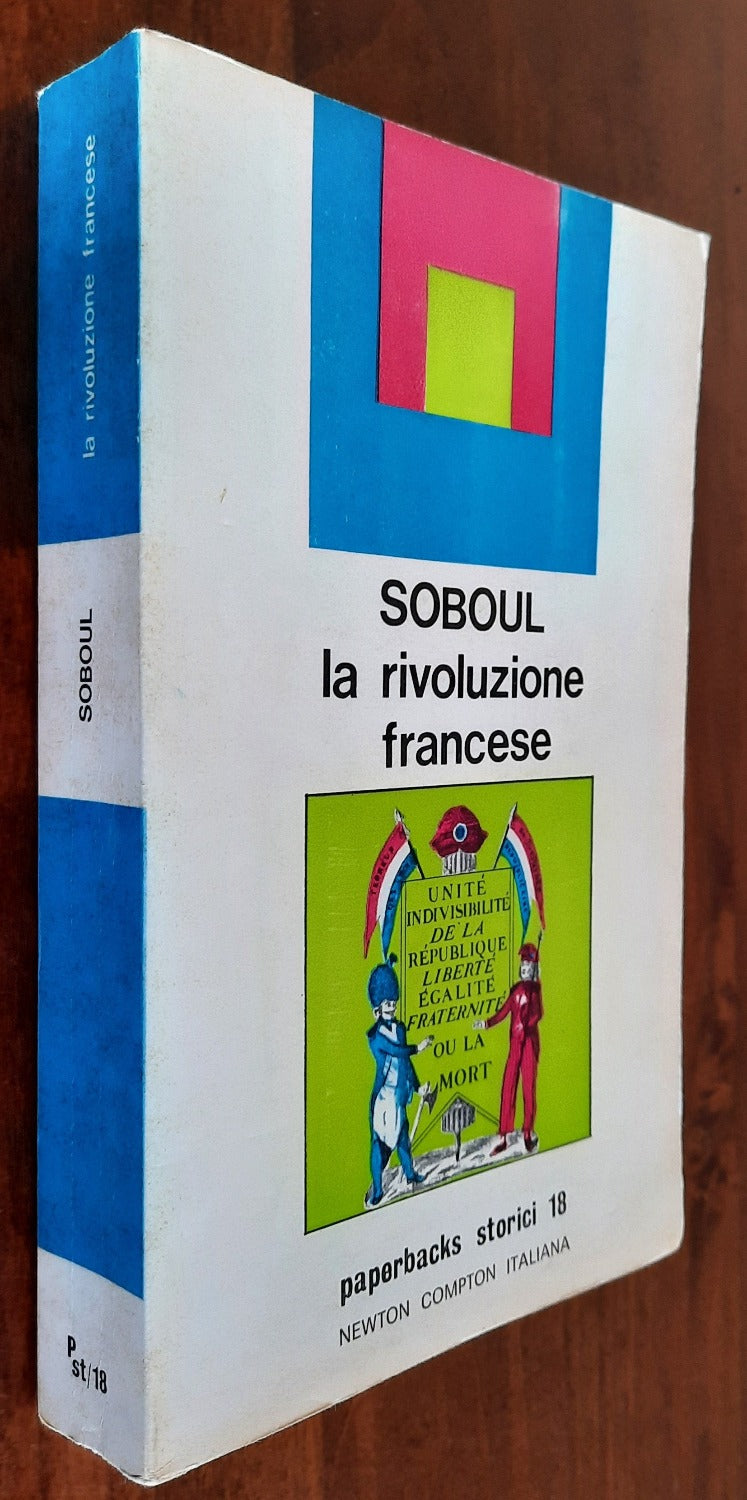 la rivoluzione francese
SOBOUL
P
st/18
SOBOUL
la rivoluzione
francese
UNITÉ
INDIVISIBILITÉ
DE LA
RÉPUBLIQUE
LIBERTÉ
ÉGALITÉ
FRATERNITÉ
OU LA
MORT
paperbacks storici 18
NEWTON COMPTON ITALIANA